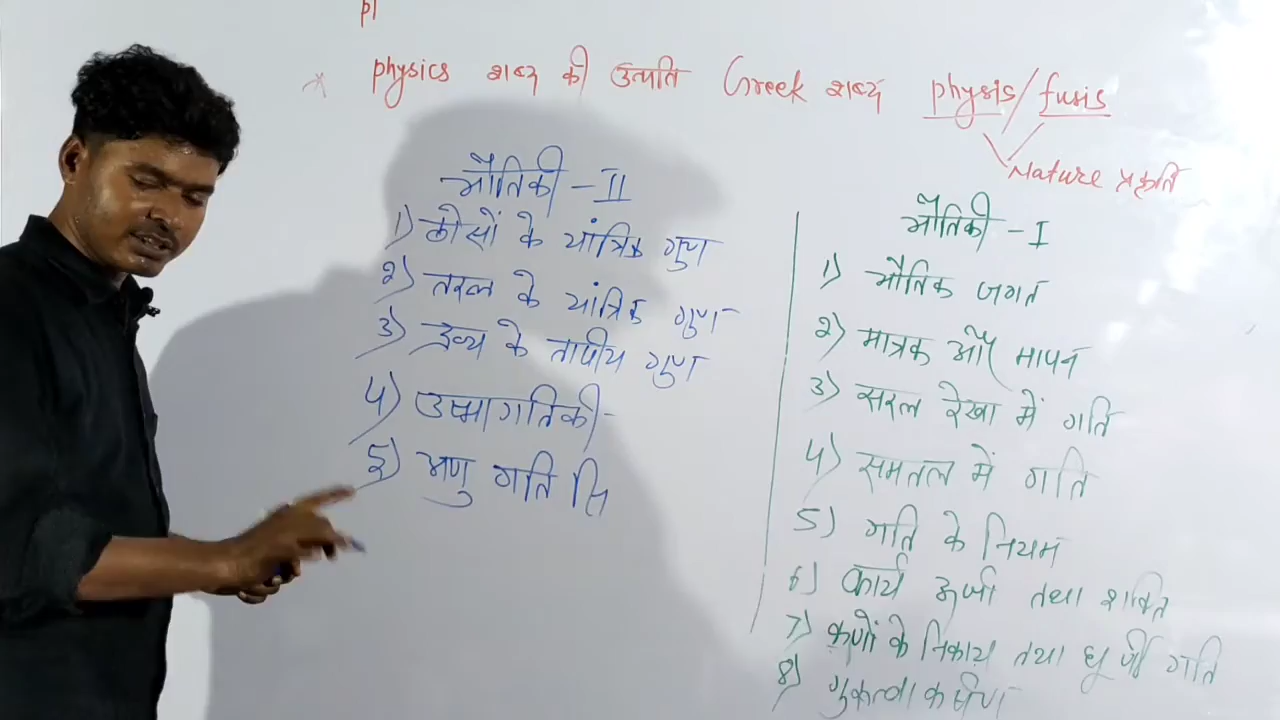 pl
physics शब्द की उत्पति Greek शब्द physis/fusis
Nature प्रकृति
भौतिकी - II
1) ठोसों के यांत्रिक गुण
2) तरल के यांत्रिक गुण
3) द्रव्य के तापीय गुण
4) उष्मागतिकी
5) अणु गति सि
भौतिकी - I
1) भौतिक जगत
2) मात्रक और मापन
3) सरल रेखा में गति
4) समतल में गति
5) गति के नियम
6) कार्य ऊर्जा तथा शक्ति
7) कणों के निकाय तथा घूर्णी गति
8) गुरुत्वाकर्षण